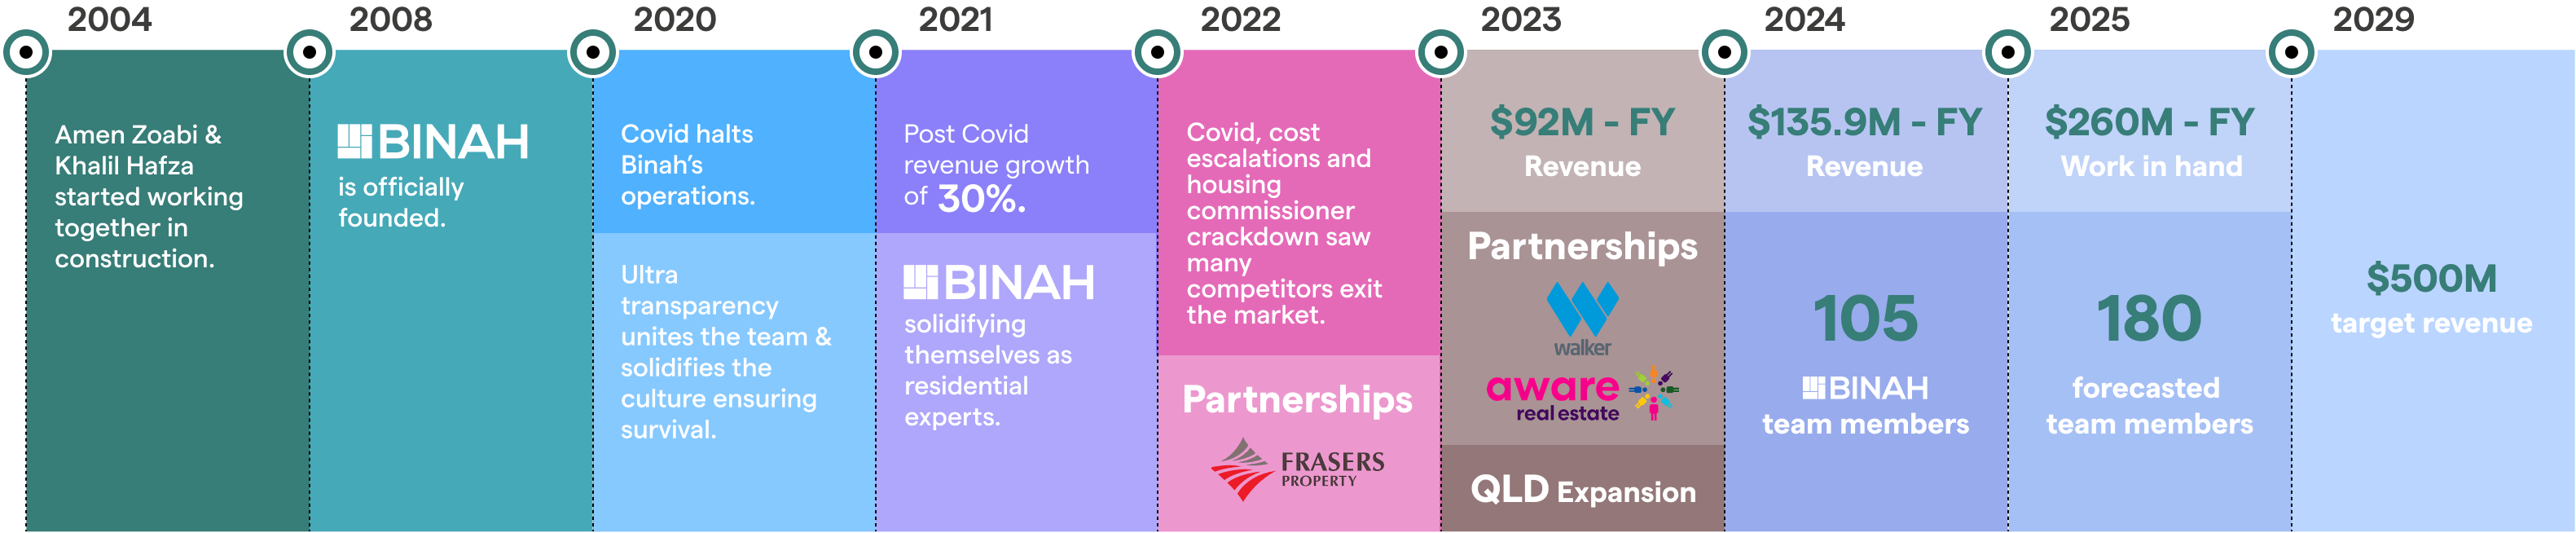 2004
Amen Zoabi &
Khalil Hafza
started working
together in
construction.
2008
BINAH
is officially
founded.
2020
Covid halts
Binah's
operations.
Ultra
transparency
unites the team &
solidifies the
culture ensuring
survival.
2021
Post Covid
revenue growth
of 30%.
BINAH
solidifying
themselves as
residential
experts.
2022
Covid, cost
escalations and
housing
commissioner
crackdown saw
many
competitors exit
the market.
Partnerships
FRASERS
PROPERTY
2023
$92M - FY
Revenue
Partnerships
walker
aware
real estate
QLD Expansion
2024
$135.9M - FY
Revenue
105
BINAH
team members
2025
$260M - FY
Work in hand
180
forecasted
team members
2029
$500M
target revenue